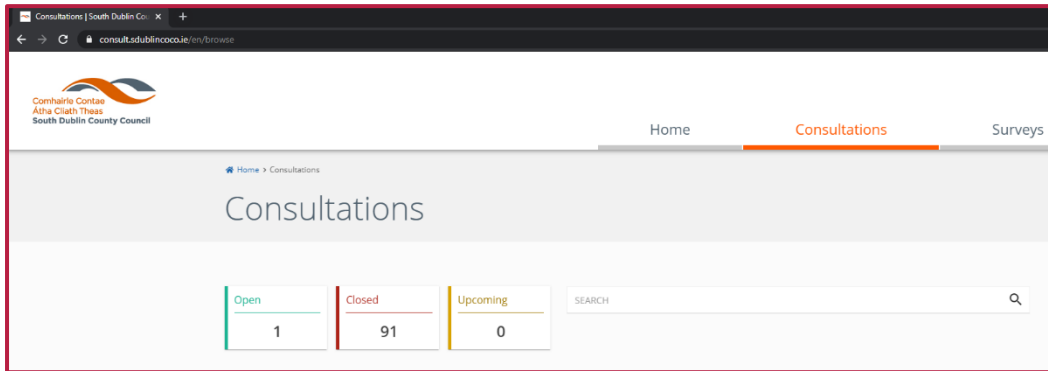 Consultations | South Dublin Cou
consult.sdublincoco.ie/en/browse
Comhairle Contae
Átha Cliath Theas
South Dublin County Council
Home
Consultations
Surveys
Home > Consultations
Consultations
Open
Closed
Upcoming
SEARCH
1
91
0